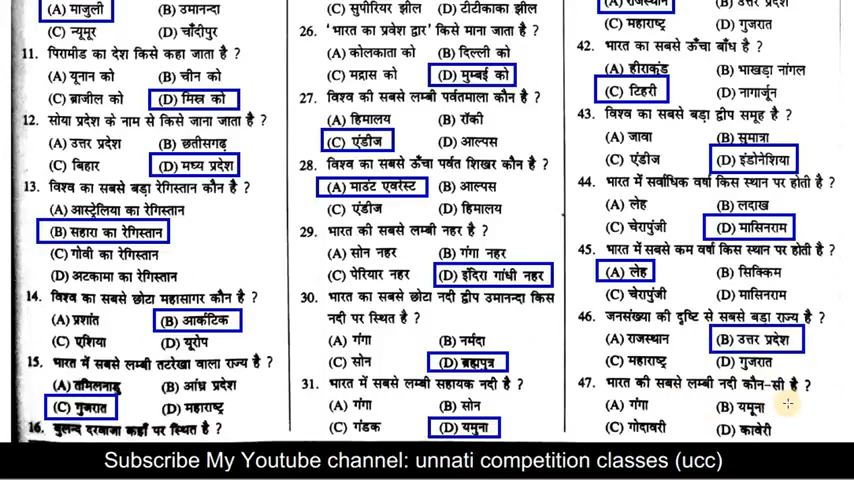 (A) माजुली (B) उमानन्दा
(C) न्यूमूर (D) चाँदीपुर
11. पिरामीड का देश किसे कहा जाता है ?
(A) यूनान को (B) चीन को
(C) ब्राजील को (D) मिस्र को
12. सोया प्रदेश के नाम से किसे जाना जाता है ?
(A) उत्तर प्रदेश (B) छत्तीसगढ़
(C) बिहार (D) मध्य प्रदेश
13. विश्व का सबसे बड़ा रेगिस्तान कौन है ?
(A) आस्ट्रेलिया का रेगिस्तान
(B) सहारा का रेगिस्तान
(C) गोवी का रेगिस्तान
(D) अटकामा का रेगिस्तान
14. विश्व का सबसे छोटा महासागर कौन है ?
(A) प्रशांत (B) आर्कटिक
(C) एशिया (D) यूरोप
15. भारत में सबसे लम्बी तटरेखा वाला राज्य है ?
(A) तमिलनाडु (B) आंध्र प्रदेश
(C) गुजरात (D) महाराष्ट्र
16. बुलन्द दरवाजा कहाँ पर स्थित है ?
(C) सुपीरियर झील (D) टीटीकाका झील
26. 'भारत का प्रवेश द्वार' किसे माना जाता है ?
(A) कोलकाता को (B) दिल्ली को
(C) मद्रास को (D) मुम्बई को
27. विश्व की सबसे लम्बी पर्वतमाला कौन है ?
(A) हिमालय (B) रॉकी
(C) एंडीज (D) आल्पस
28. विश्व का सबसे ऊँचा पर्वत शिखर कौन है ?
(A) माउंट एवरेस्ट (B) आल्पस
(C) एंडीज (D) हिमालय
29. भारत की सबसे लम्बी नहर है ?
(A) सोन नहर (B) गंगा नहर
(C) पेरियार नहर (D) इंदिरा गांधी नहर
30. भारत का सबसे छोटा नदी द्वीप उमानन्दा किस
नदी पर स्थित है ?
(A) गंगा (B) नर्मदा
(C) सोन (D) ब्रह्मपुत्र
31. भारत में सबसे लम्बी सहायक नदी है ?
(A) गंगा (B) सोन
(C) गंडक (D) यमुना
(A) राजस्थान (B) उत्तर प्रदेश
(C) महाराष्ट्र (D) गुजरात
42. भारत का सबसे ऊँचा बाँध है ?
(A) हीराकुंड (B) भाखड़ा नांगल
(C) टिहरी (D) नागार्जून
43. विश्व का सबसे बड़ा द्वीप समूह है ?
(A) जावा (B) सुमात्रा
(C) एंडीज (D) इंडोनेशिया
44. भारत में सर्वाधिक वर्षा किस स्थान पर होती है ?
(A) लेह (B) लदाख
(C) चेरापुंजी (D) मासिनराम
45. भारत में सबसे कम वर्षा किस स्थान पर होती है ?
(A) लेह (B) सिक्किम
(C) चेरापुंजी (D) मासिनराम
46. जनसंख्या की दृष्टि से सबसे बड़ा राज्य है ?
(A) राजस्थान (B) उत्तर प्रदेश
(C) महाराष्ट्र (D) गुजरात
47. भारत की सबसे लम्बी नदी कौन-सी है ?
(A) गंगा (B) यमूना
(C) गोदावरी (D) कावेरी
Subscribe My Youtube channel: unnati competition classes (ucc)